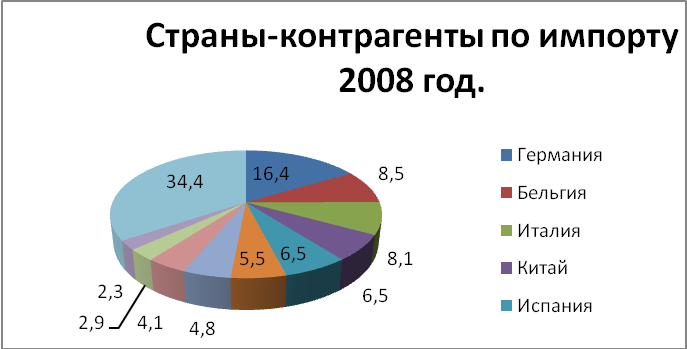 Страны-контрагенты по импорту
2008 год.
34,4
16,4
8,5
8,1
6,5
6,5
5,5
4,8
4,1
2,9
2,3
Германия
Бельгия
Италия
Китай
Испания